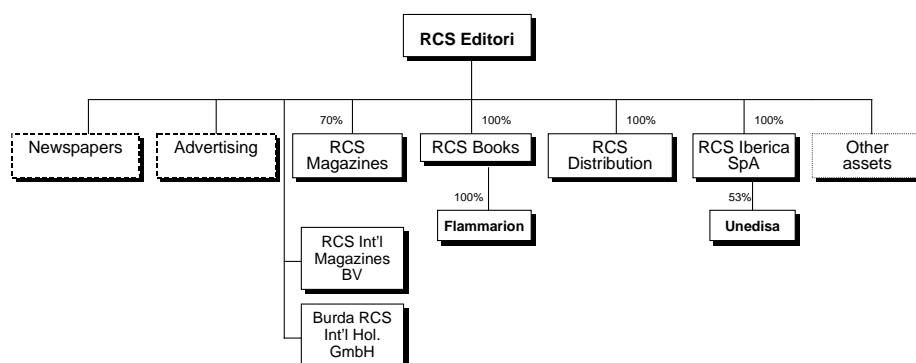 RCS Editori
70%
100%
100%
100%
Newspapers
Advertising
RCS
Magazines
RCS Books
RCS
Distribution
RCS Iberica
SpA
Other
assets
100%
53%
Flammarion
Unedisa
RCS Int'l
Magazines
BV
Burda RCS
Int'l Hol.
GmbH